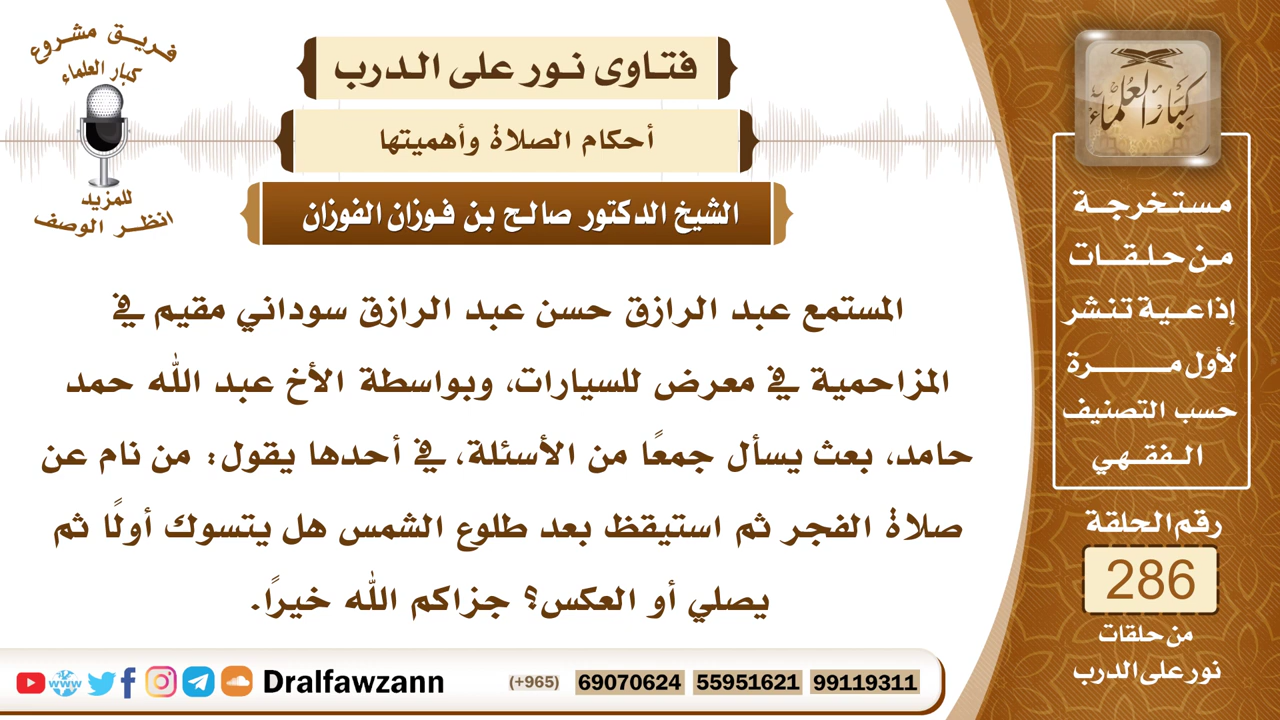 فريق مشروع
كبار العلماء
للمزيد
انظر الوصف
فتاوى نور على الدرب
أحكام الصلاة وأهميتها
الشيخ الدكتور صالح بن فوزان الفوزان
المستمع عبد الرازق حسن عبد الرازق سوداني مقيم في
المزاحمية في معرض للسيارات، وبواسطة الأخ عبد الله حمد
حامد، بعث يسأل جمعًا من الأسئلة، في أحدها يقول: من نام عن
صلاة الفجر ثم استيقظ بعد طلوع الشمس هل يتسوك أولًا ثم
يصلي أو العكس؟ جزاكم الله خيرًا.
كبار العلماء
مستخرجة
من حلقات
إذاعية تنشر
لأول مرة
حسب التصنيف
الفقهي
رقم الحلقة
286
من حلقات
نور على الدرب
www Dralfawzann (+965) 69070624 55951621 99119311